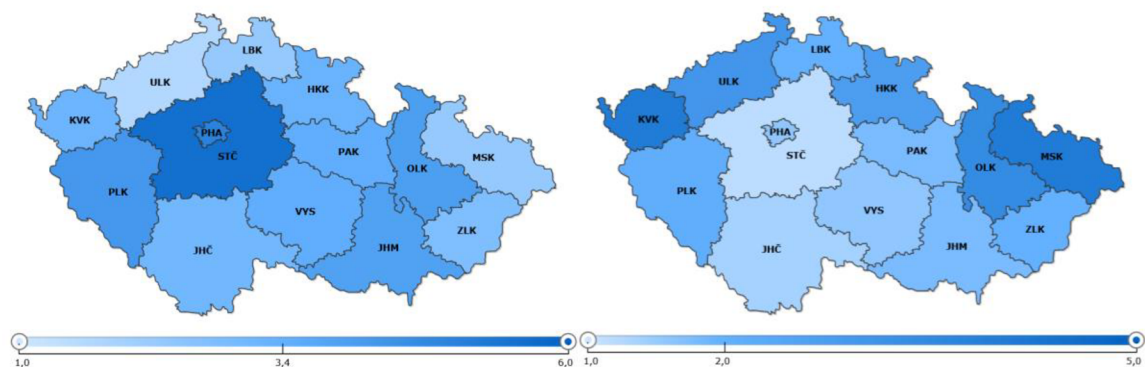 LBK
ULK
HKK
KVK
PHA
STČ
PAK
MSK
OLK
PLK
VYS
ZLK
JHČ
JHM
1,0 3,4 6,0
LBK
ULK
HKK
KVK
PHA
STČ
PAK
MSK
OLK
PLK
VYS
ZLK
JHČ
JHM
1,0 2,0 5,0